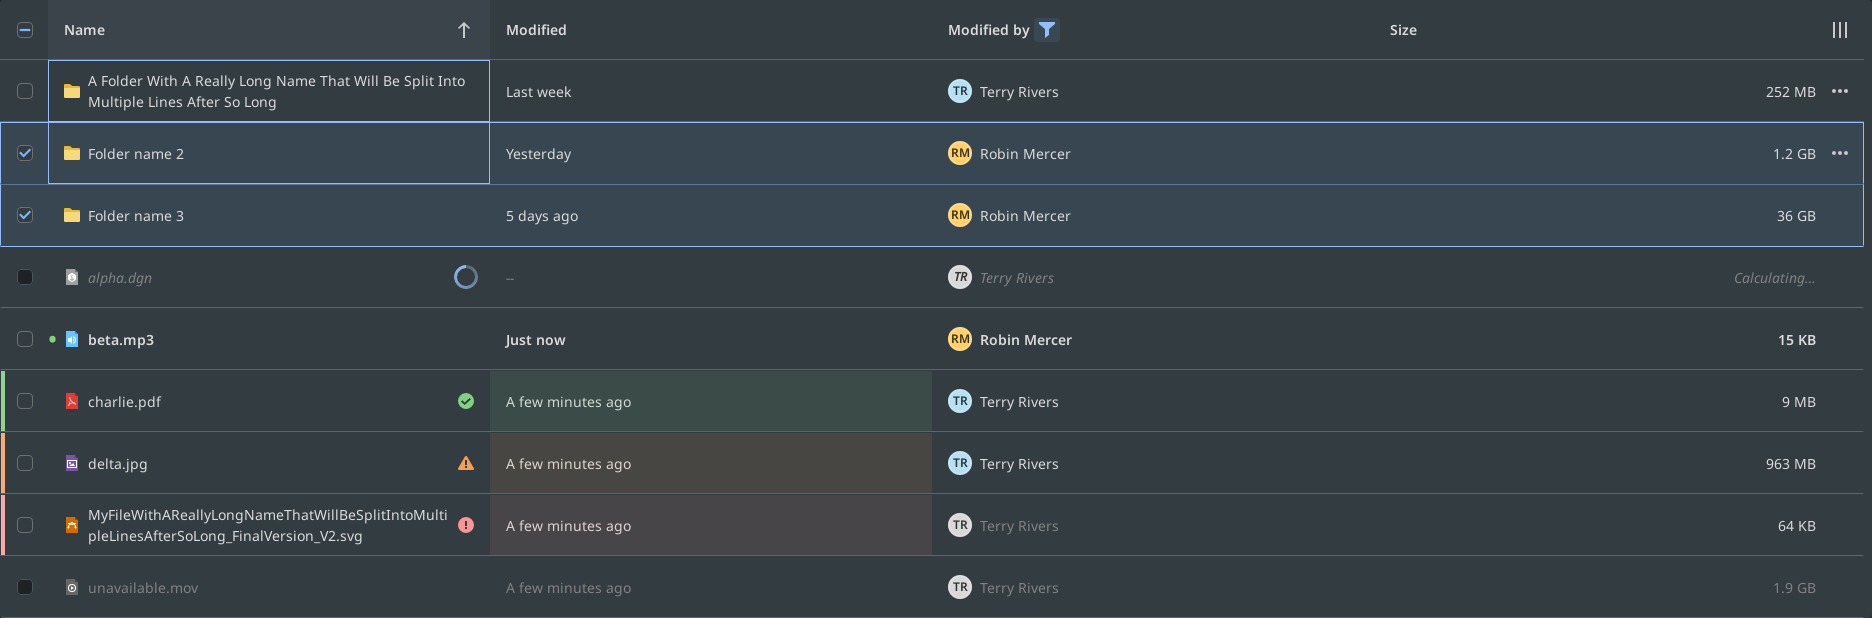 Name Modified Modified by Size
A Folder With A Really Long Name That Will Be Split Into
Multiple Lines After So Long
Last week TR Terry Rivers 252 MB
Folder name 2 Yesterday RM Robin Mercer 1.2 GB
Folder name 3 5 days ago RM Robin Mercer 36 GB
alpha.dgn -- TR Terry Rivers Calculating...
beta.mp3 Just now RM Robin Mercer 15 KB
charlie.pdf A few minutes ago TR Terry Rivers 9 MB
delta.jpg A few minutes ago TR Terry Rivers 963 MB
MyFileWithAReallyLongNameThatWillBeSplitIntoMulti
pleLinesAfterSoLong_FinalVersion_V2.svg
A few minutes ago TR Terry Rivers 64 KB
unavailable.mov A few minutes ago TR Terry Rivers 1.9 GB